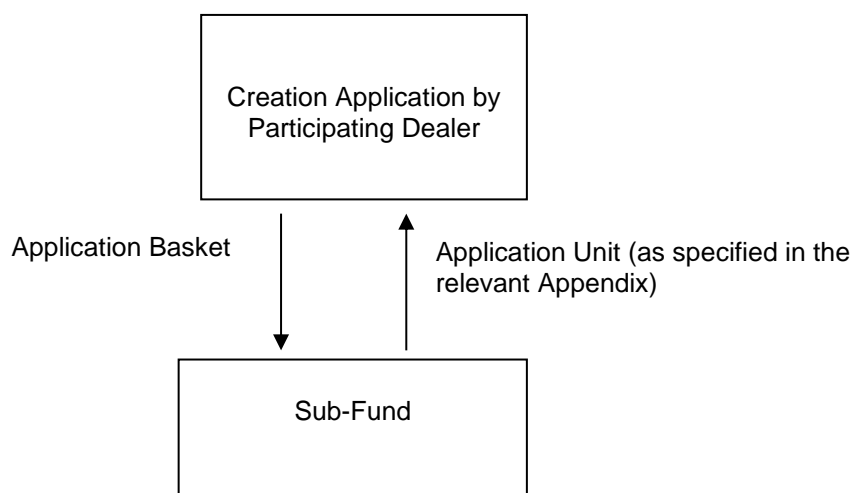 Creation Application by
Participating Dealer
Application Basket
Application Unit (as specified in the
relevant Appendix)
Sub-Fund